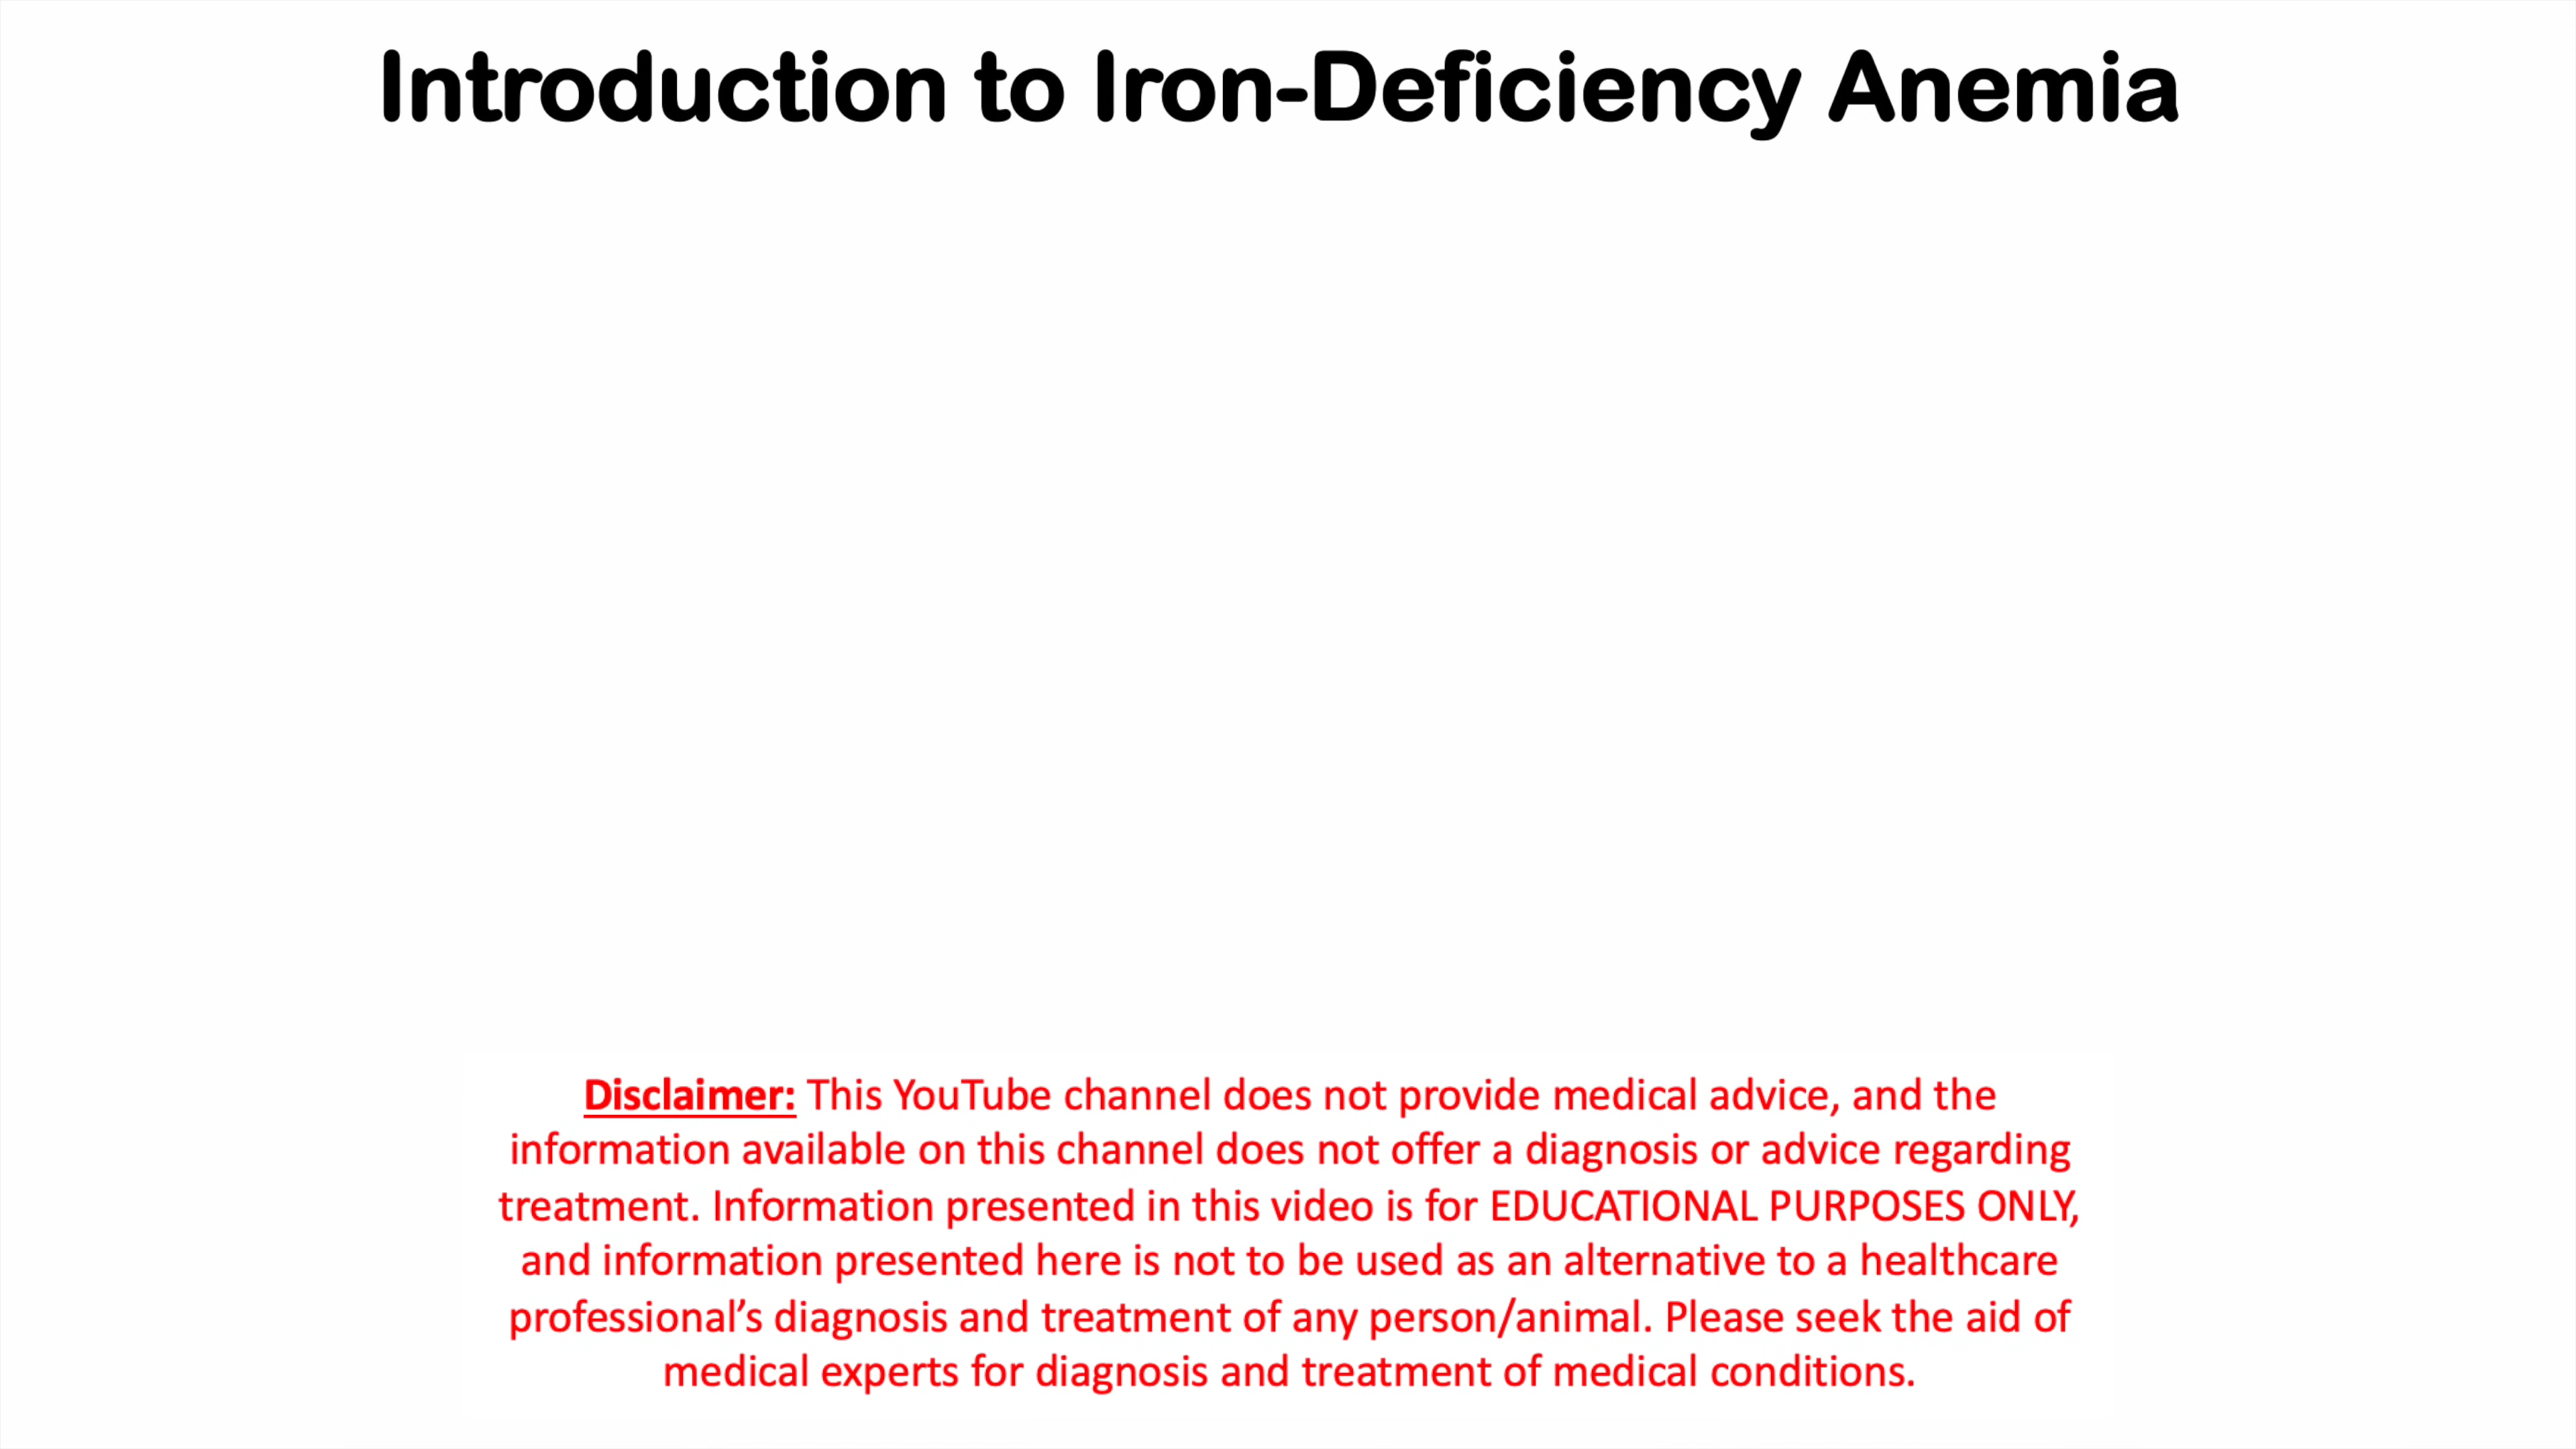 Introduction to Iron-Deficiency Anemia
Disclaimer: This YouTube channel does not provide medical advice, and the
information available on this channel does not offer a diagnosis or advice regarding
treatment. Information presented in this video is for EDUCATIONAL PURPOSES ONLY,
and information presented here is not to be used as an alternative to a healthcare
professional’s diagnosis and treatment of any person/animal. Please seek the aid of
medical experts for diagnosis and treatment of medical conditions.